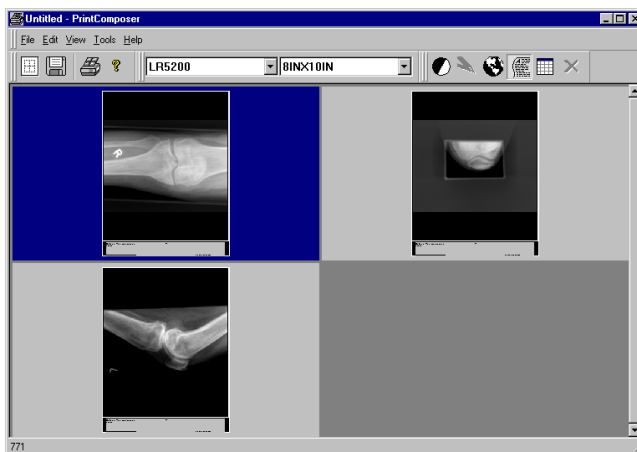 Untitled - PrintComposer
File Edit View Tools Help
LR5200 8INX10IN
R
771